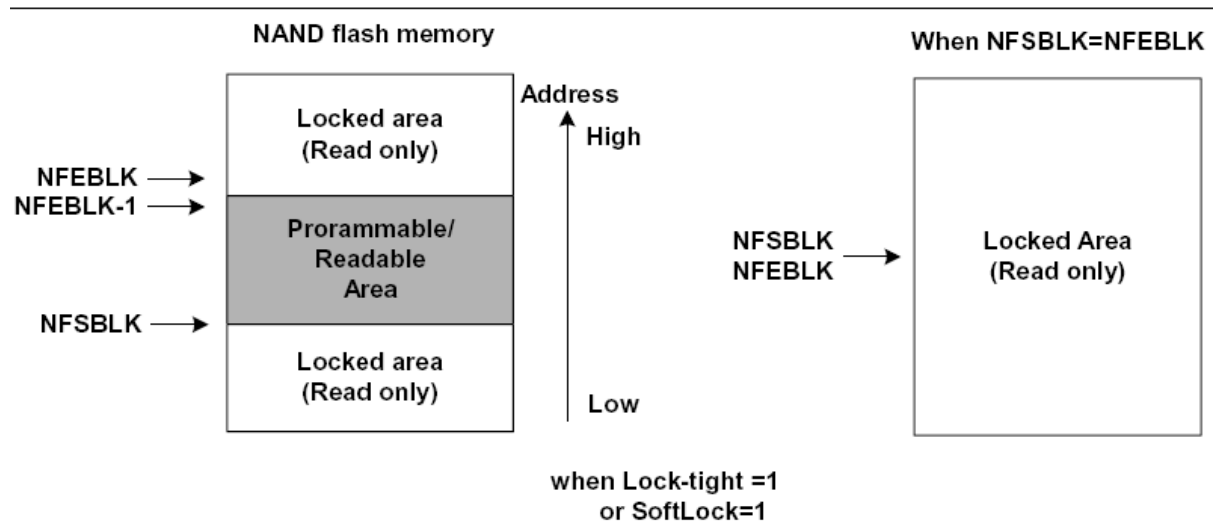 NAND flash memory
Locked area
(Read only)
NFEBLK
NFEBLK-1
Prorammable/
Readable
Area
NFSBLK
Locked area
(Read only)
Address
High
Low
when Lock-tight =1
or SoftLock=1
When NFSBLK=NFEBLK
NFSBLK
NFEBLK
Locked Area
(Read only)